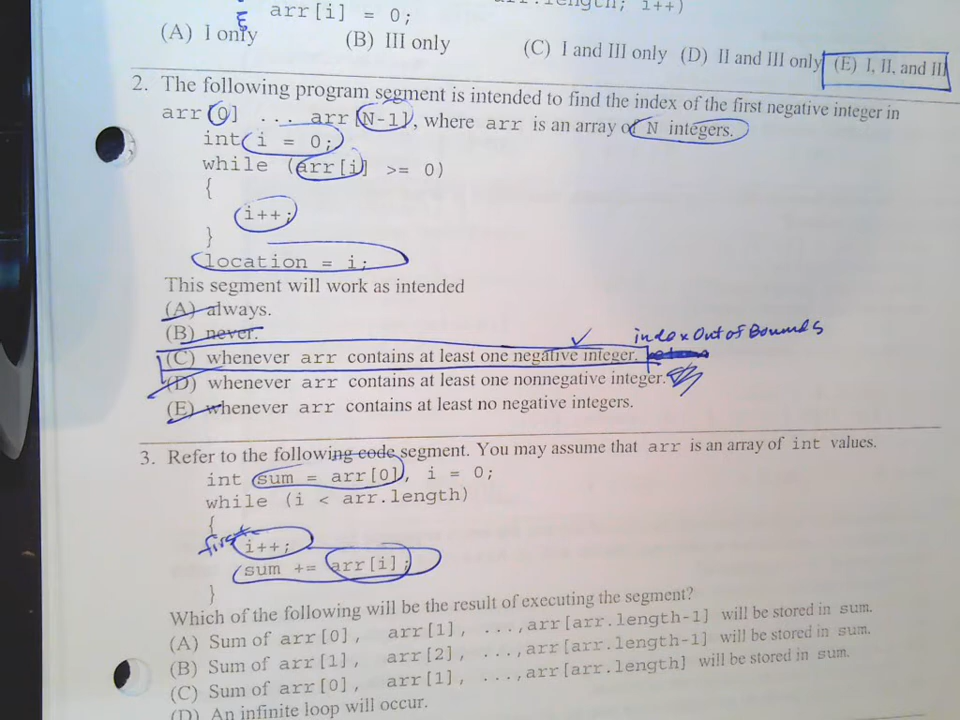 arr.length; i++)
arr[i] = 0;
(A) I only (B) III only (C) I and III only (D) II and III only (E) I, II, and III
2. The following program segment is intended to find the index of the first negative integer in
arr[0] ... arr[N-1], where arr is an array of N integers.
int i = 0;
while (arr[i] >= 0)
{
i++;
}
location = i;
This segment will work as intended
(A) always.
(B) never.
index Out of Bounds
(C) whenever arr contains at least one negative integer.
(D) whenever arr contains at least one nonnegative integer.
(E) whenever arr contains at least no negative integers.
3. Refer to the following code segment. You may assume that arr is an array of int values.
int sum = arr[0], i = 0;
while (i < arr.length)
{
first i++;
sum += arr[i];
}
Which of the following will be the result of executing the segment?
(A) Sum of arr[0], arr[1], ..., arr[arr.length-1] will be stored in sum.
(B) Sum of arr[1], arr[2], ..., arr[arr.length-1] will be stored in sum.
(C) Sum of arr[0], arr[1], ..., arr[arr.length] will be stored in sum.
(D) An infinite loop will occur.